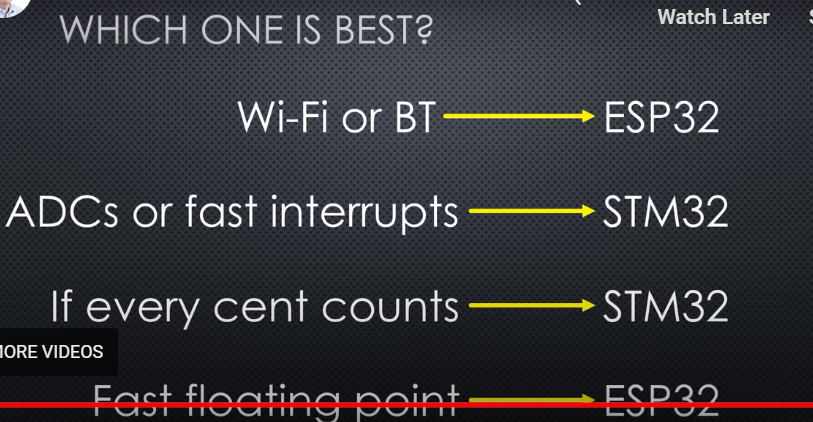 Watch Later
WHICH ONE IS BEST?
Wi-Fi or BT ESP32
ADCs or fast interrupts STM32
If every cent counts STM32
MORE VIDEOS
Fast floating point ESP32